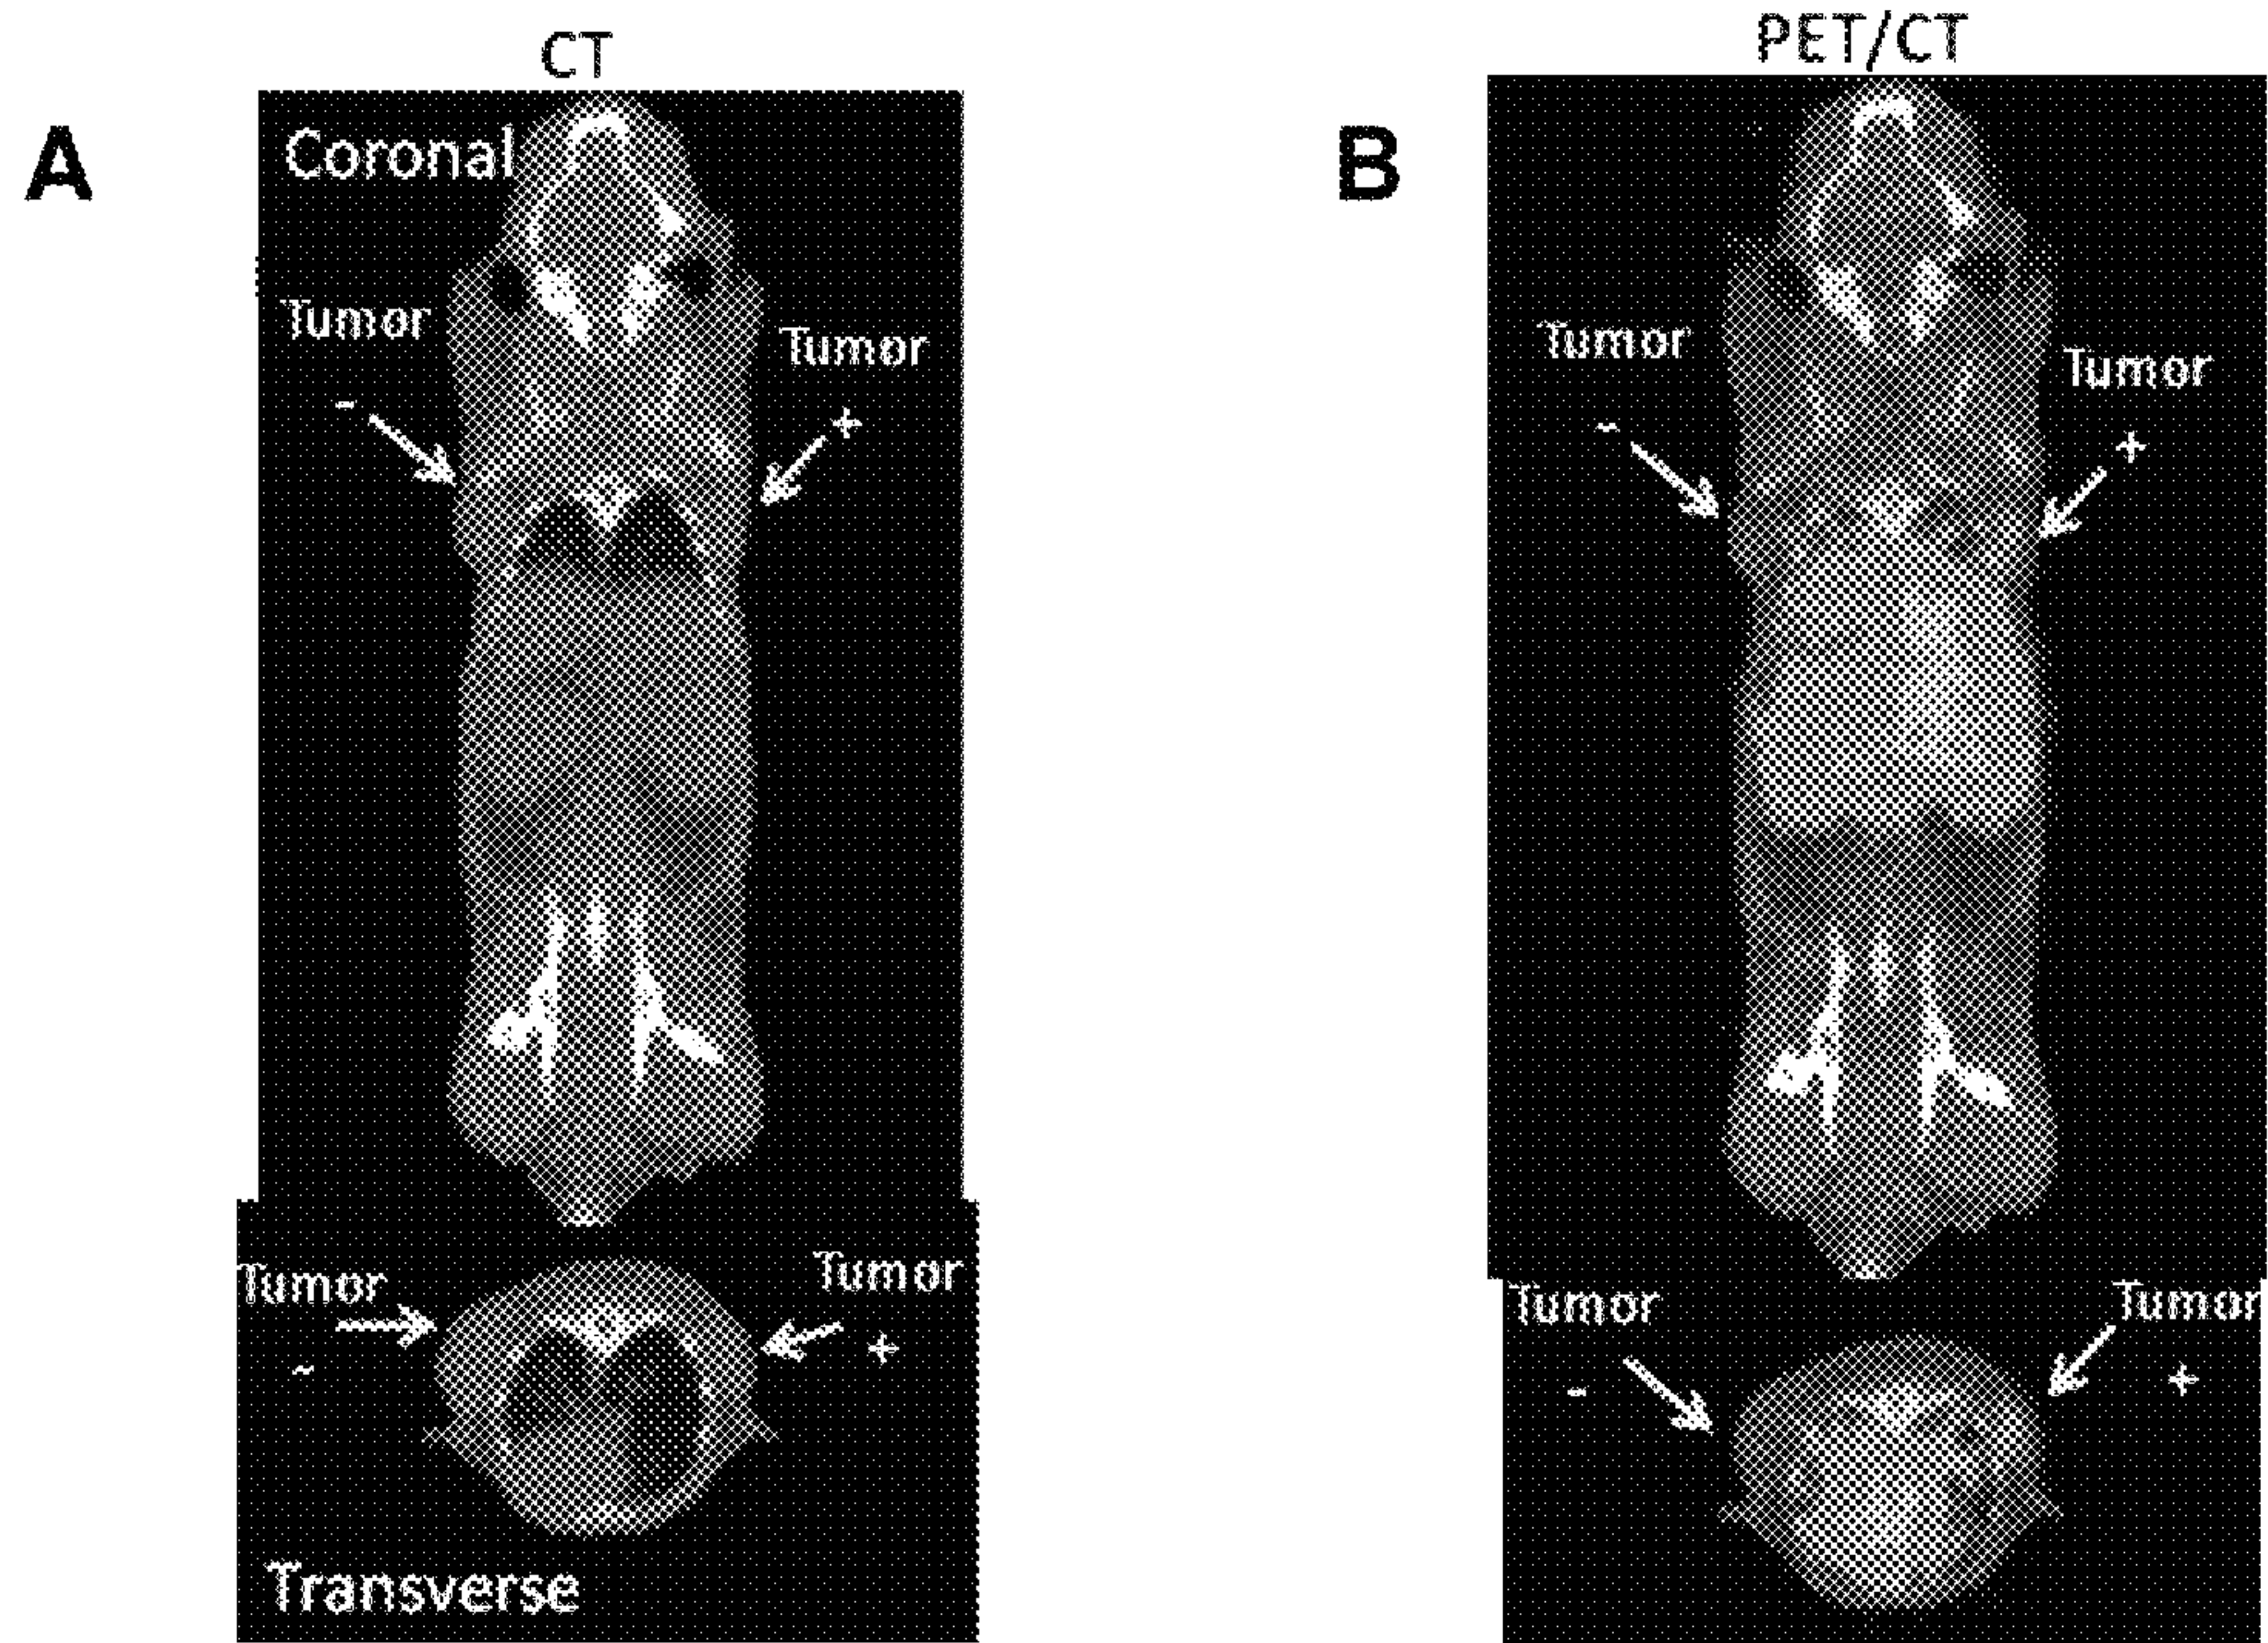 CT
A
Coronal
Tumor
-
Tumor
+
Tumor
-
Tumor
+
Transverse
PET/CT
B
Tumor
-
Tumor
+
Tumor
-
Tumor
+